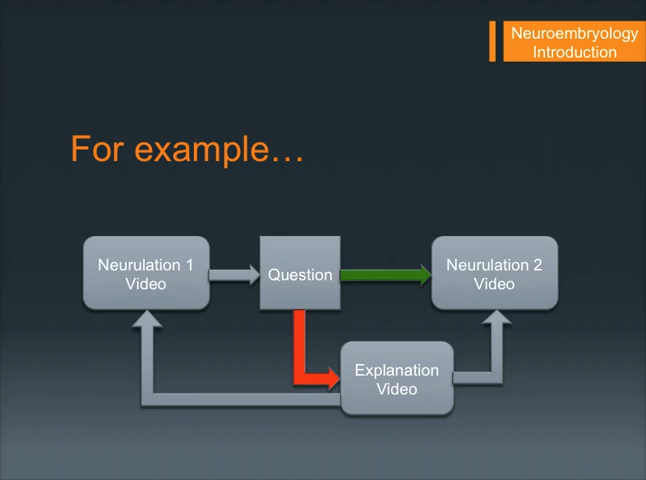 Neuroembryology
Introduction
For example…
Neurulation 1
Video
Question
Neurulation 2
Video
Explanation
Video